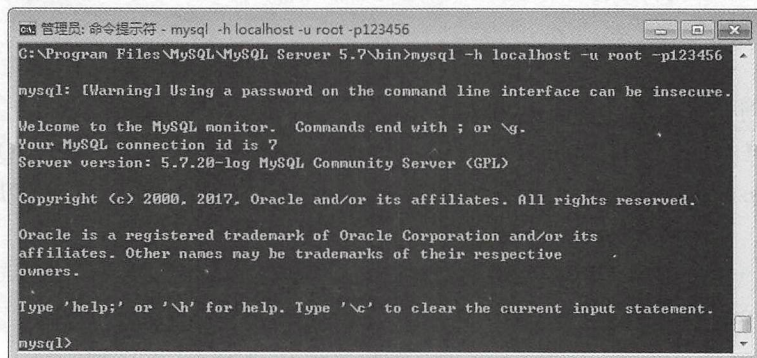 管理员: 命令提示符 - mysql -h localhost -u root -p123456
C:\Program Files\MySQL\MySQL Server 5.7\bin>mysql -h localhost -u root -p123456
mysql: [Warning] Using a password on the command line interface can be insecure.
Welcome to the MySQL monitor. Commands end with ; or \g.
Your MySQL connection id is 7
Server version: 5.7.20-log MySQL Community Server (GPL)
Copyright (c) 2000, 2017, Oracle and/or its affiliates. All rights reserved.
Oracle is a registered trademark of Oracle Corporation and/or its
affiliates. Other names may be trademarks of their respective
owners.
Type 'help;' or '\h' for help. Type '\c' to clear the current input statement.
mysql>